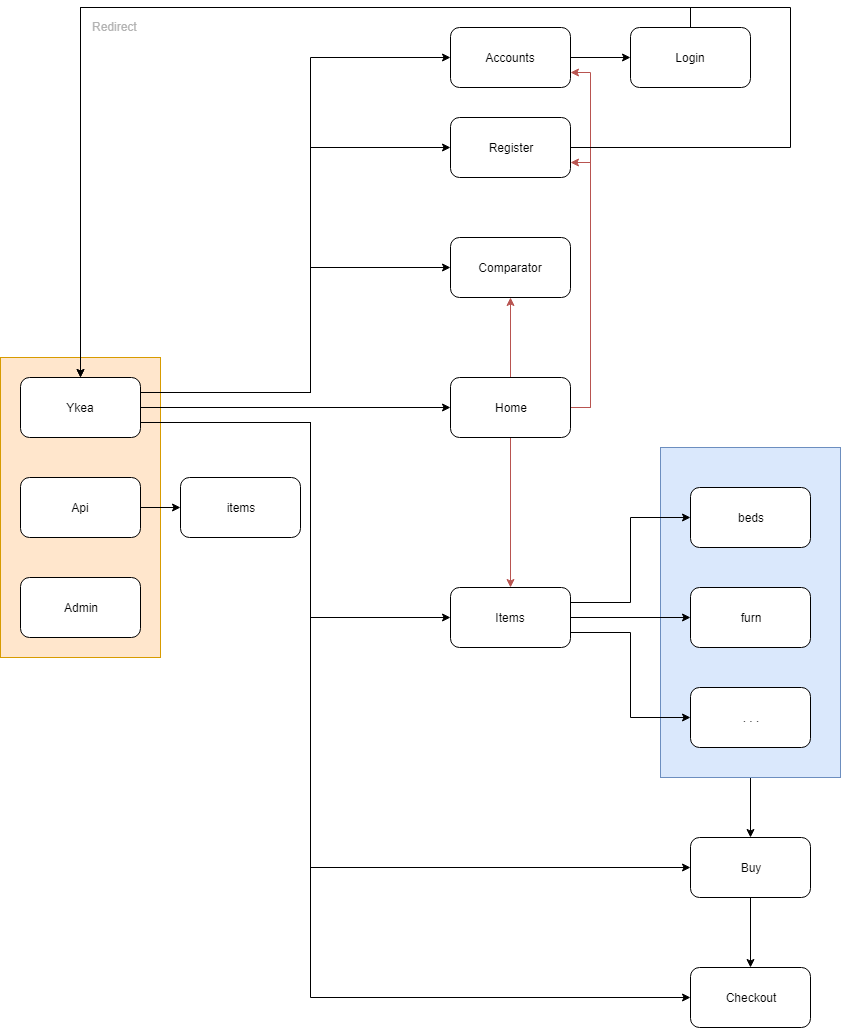 Redirect
Accounts
Login
Register
Comparator
Ykea
Home
Api
items
beds
Admin
Items
furn
. . .
Buy
Checkout